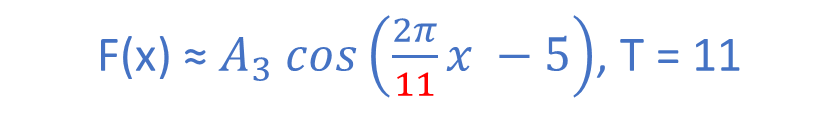 F(x) ≈ A₃ cos(2π/11 x − 5), T = 11